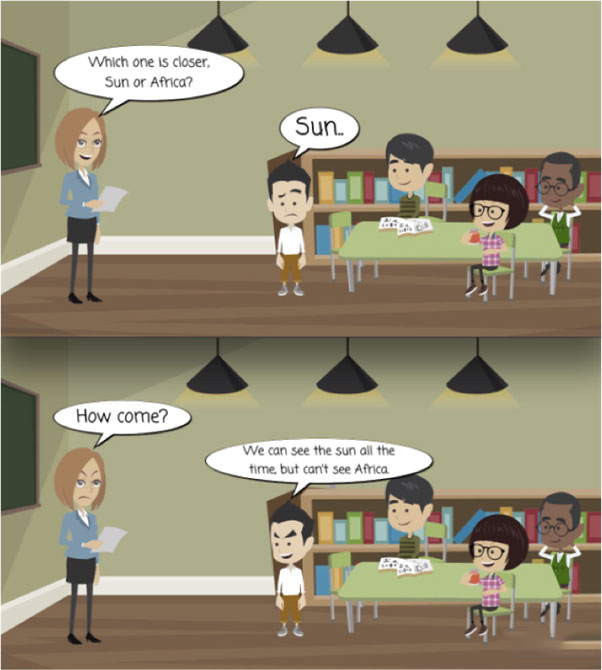 Which one is closer,
Sun or Africa?
Sun..
How come?
We can see the sun all the
time, but can't see Africa.